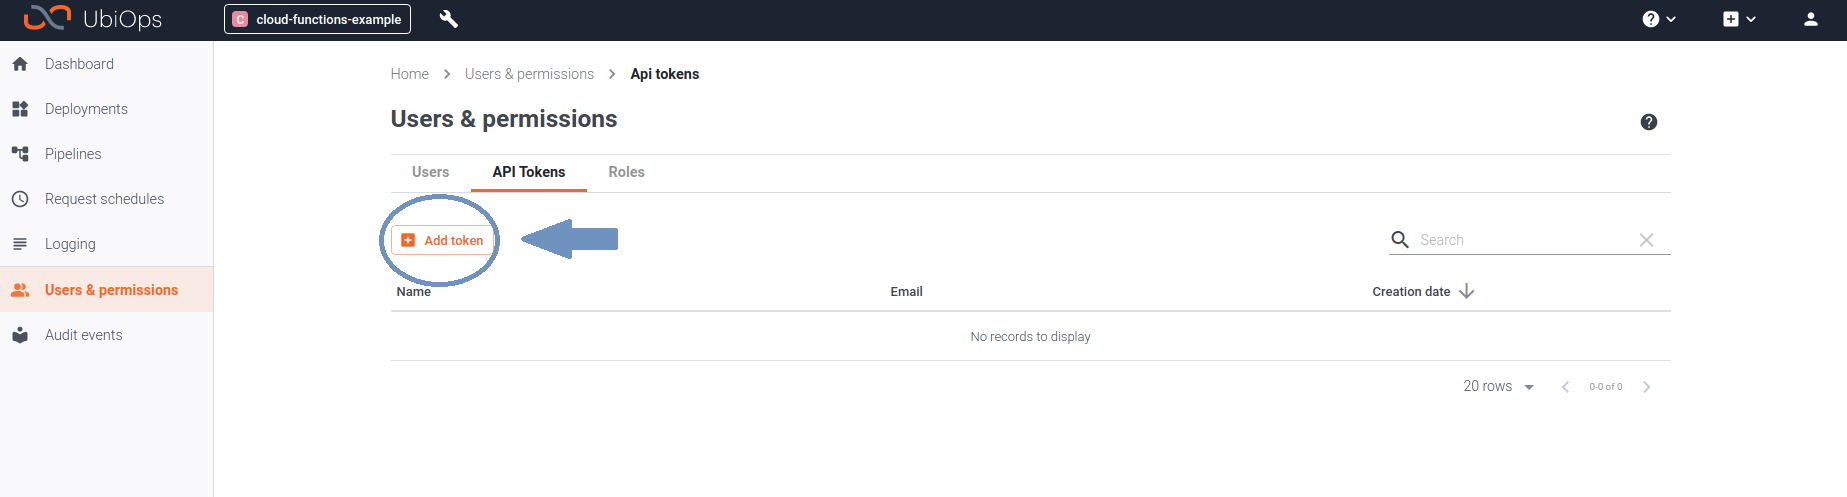 UbiOps
C cloud-functions-example
Dashboard
Deployments
Pipelines
Request schedules
Logging
Users & permissions
Audit events
Home > Users & permissions > Api tokens
Users & permissions
Users API Tokens Roles
Add token
Search
Name Email Creation date
No records to display
20 rows 0-0 of 0